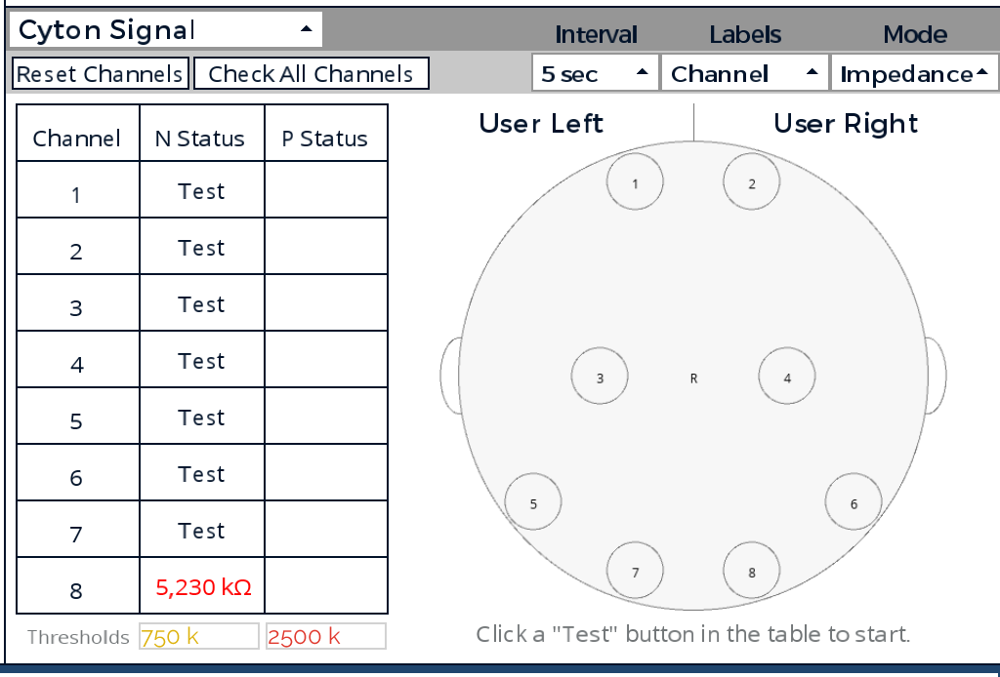 Cyton Signal
Interval Labels Mode
Reset Channels Check All Channels 5 sec Channel Impedance
Channel N Status P Status
User Left User Right
1 Test
2 Test
3 Test
4 Test
5 Test
6 Test
7 Test
8 5,230 kΩ
Thresholds 750 k 2500 k
1 2
3 R 4
5 6
7 8
Click a "Test" button in the table to start.